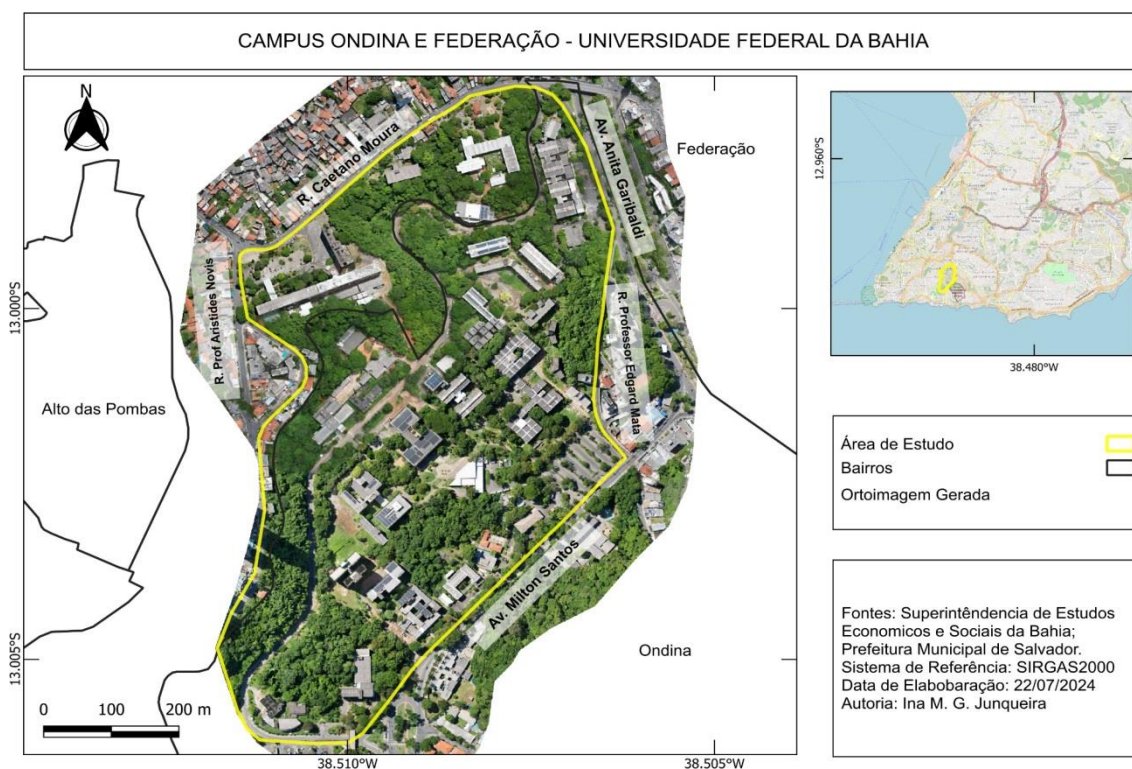 CAMPUS ONDINA E FEDERAÇÃO - UNIVERSIDADE FEDERAL DA BAHIA
N
R. Caetano Moura
Av. Anita Garibaldi
Federação
R. Prof Aristides Novis
R. Professor Edgard Mata
Alto das Pombas
Av. Milton Santos
Ondina
13.000°S
13.005°S
0 100 200 m
38.510°W
38.505°W
12.960°S
38.480°W
Área de Estudo
Bairros
Ortoimagem Gerada
Fontes: Superintêndencia de Estudos
Economicos e Sociais da Bahia;
Prefeitura Municipal de Salvador.
Sistema de Referência: SIRGAS2000
Data de Elabobaração: 22/07/2024
Autoria: Ina M. G. Junqueira